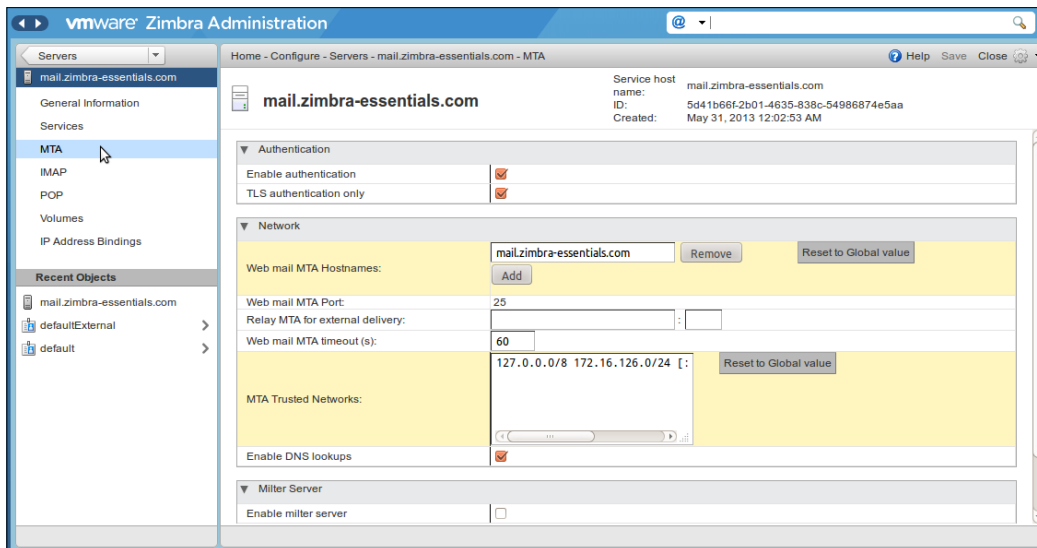 vmware Zimbra Administration
@
Servers
Home - Configure - Servers - mail.zimbra-essentials.com - MTA
? Help Save Close
mail.zimbra-essentials.com
General Information
Services
MTA
IMAP
POP
Volumes
IP Address Bindings
Recent Objects
mail.zimbra-essentials.com
defaultExternal
default
mail.zimbra-essentials.com
Service host name: mail.zimbra-essentials.com
ID: 5d41b66f-2b01-4635-838c-54986874e5aa
Created: May 31, 2013 12:02:53 AM
Authentication
Enable authentication
TLS authentication only
Network
Web mail MTA Hostnames: mail.zimbra-essentials.com Remove Reset to Global value
Add
Web mail MTA Port: 25
Relay MTA for external delivery: :
Web mail MTA timeout (s): 60
MTA Trusted Networks: 127.0.0.0/8 172.16.126.0/24 [: Reset to Global value
Enable DNS lookups
Milter Server
Enable milter server